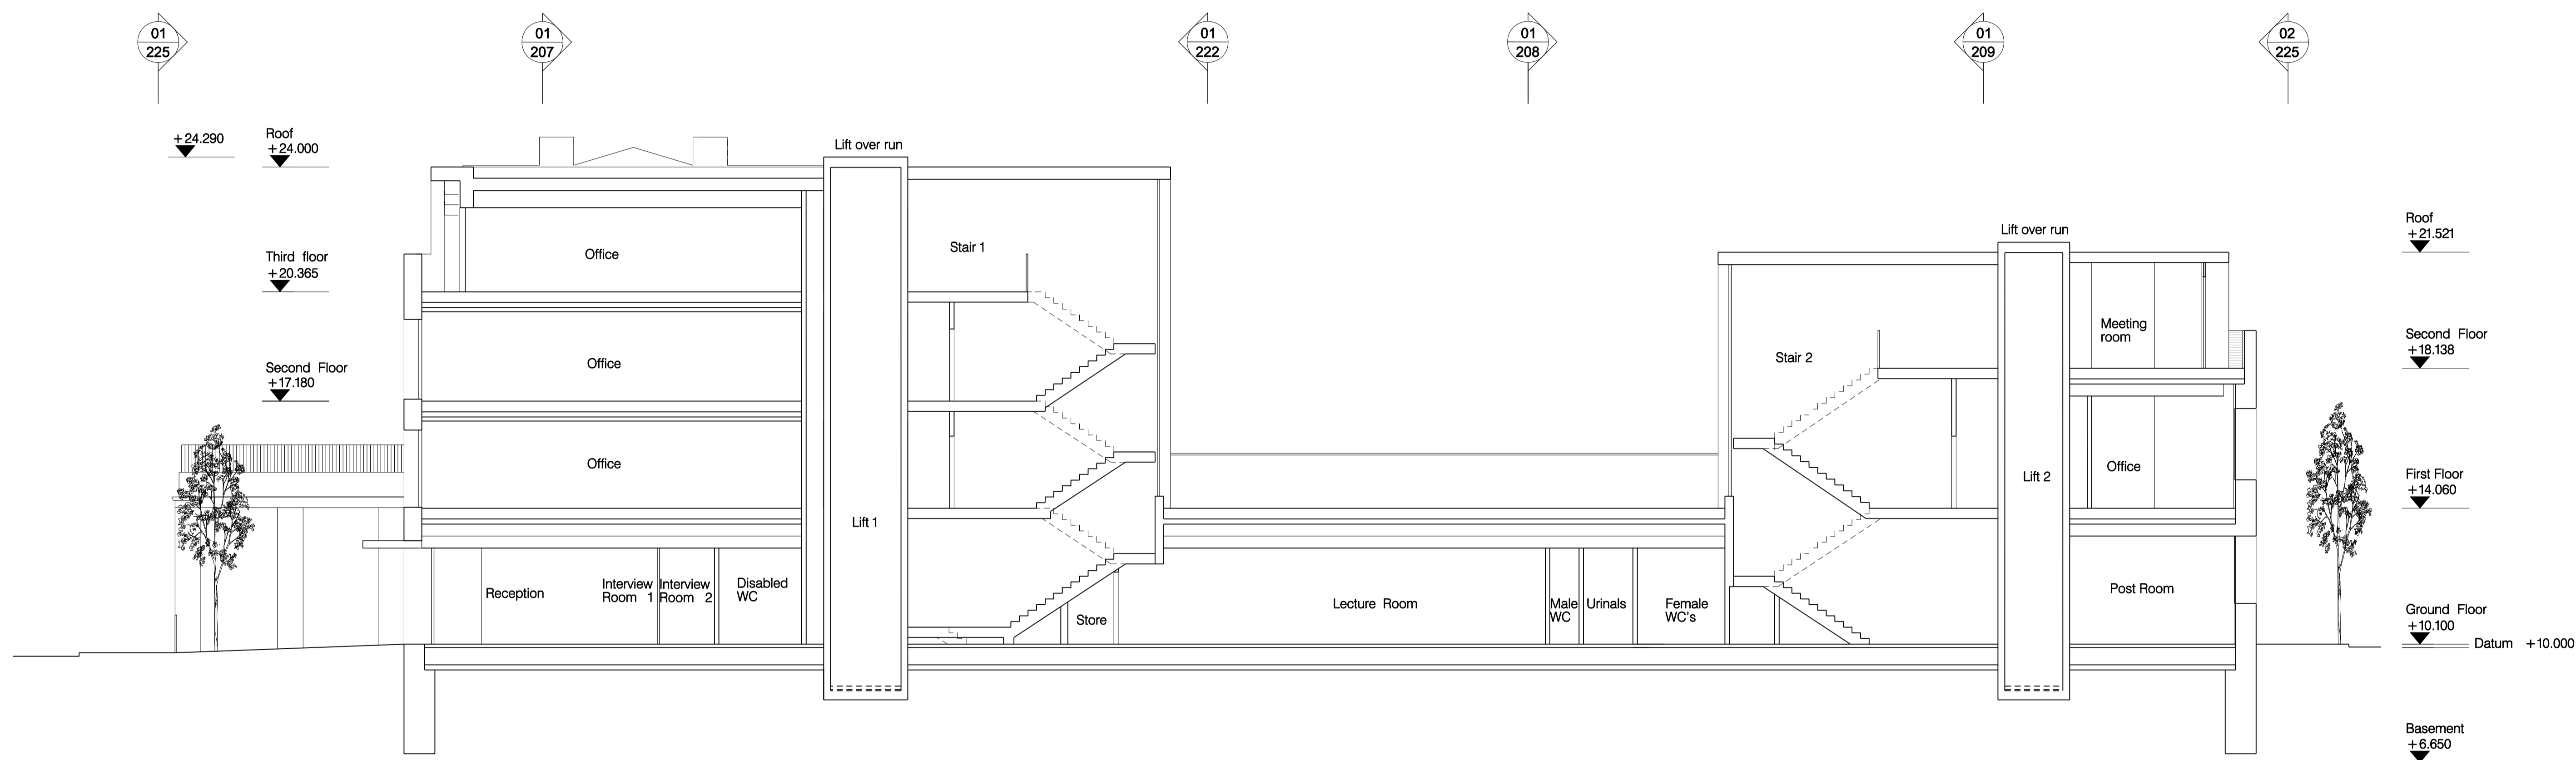 01
225
01
207
01
222
01
208
01
209
02
225
+24.290
Roof
+24.000
Lift over run
Third floor
+20.365
Second Floor
+17.180
Office
Office
Office
Stair 1
Lift 1
Reception
Interview
Room 1
Interview
Room 2
Disabled
WC
Store
Lecture Room
Male
WC
Urinals
Female
WC's
Lift over run
Stair 2
Lift 2
Meeting
room
Office
Post Room
Roof
+21.521
Second Floor
+18.138
First Floor
+14.060
Ground Floor
+10.100
Datum +10.000
Basement
+6.650